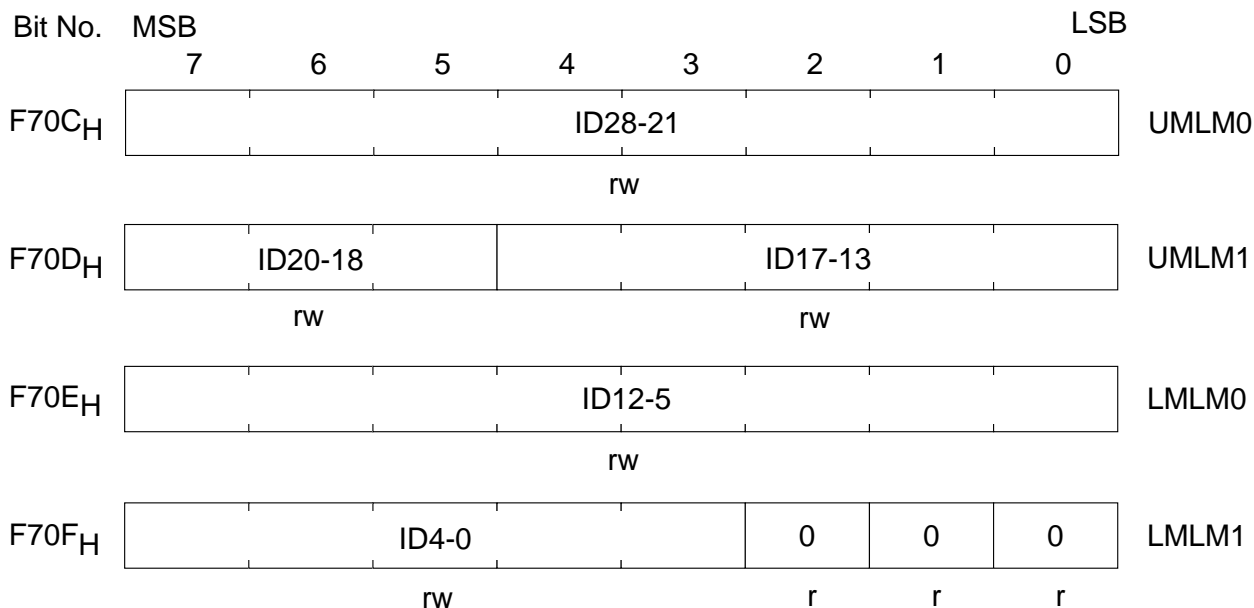 Bit No. MSB LSB
7 6 5 4 3 2 1 0
F70CH ID28-21 UMLM0
rw
F70DH ID20-18 ID17-13 UMLM1
rw rw
F70EH ID12-5 LMLM0
rw
F70FH ID4-0 0 0 0 LMLM1
rw r r r